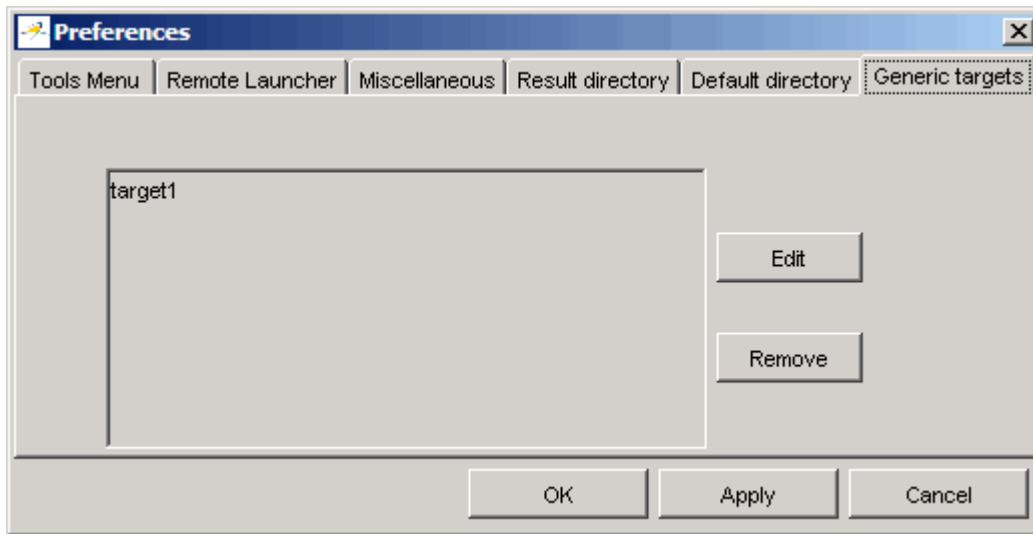 Preferences
Tools Menu Remote Launcher Miscellaneous Result directory Default directory Generic targets
target1
Edit
Remove
OK Apply Cancel